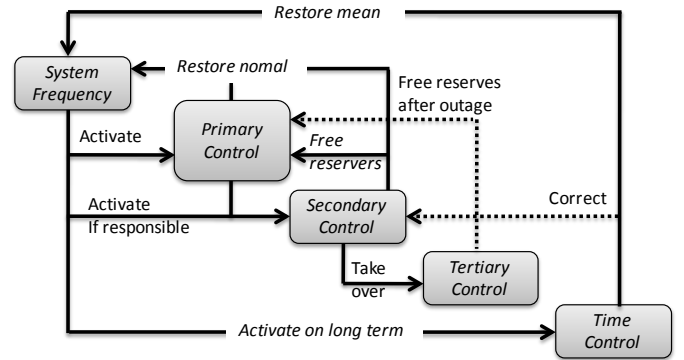 Restore mean
System
Frequency
Restore nomal
Free reserves
after outage
Activate
Primary
Control
Free
reservers
Activate
If responsible
Secondary
Control
Correct
Take
over
Tertiary
Control
Activate on long term
Time
Control